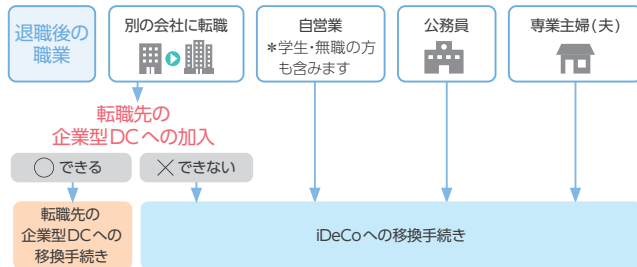 退職後の
職業
別の会社に転職
自営業
＊学生・無職の方
も含みます
公務員
専業主婦(夫)
転職先の
企業型DCへの加入
○ できる
× できない
転職先の
企業型DCへの
移換手続き
iDeCoへの移換手続き